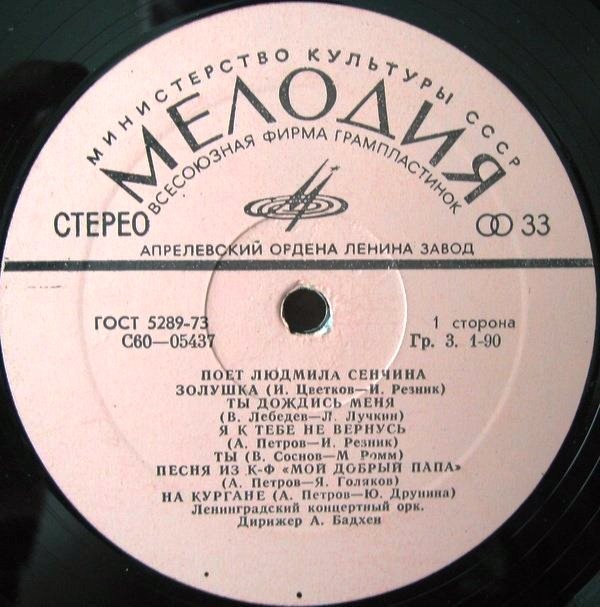 МИНИСТЕРСТВО КУЛЬТУРЫ СССР
МЕЛОДИЯ
ВСЕСОЮЗНАЯ ФИРМА ГРАМПЛАСТИНОК
СТЕРЕО
33
АПРЕЛЕВСКИЙ ОРДЕНА ЛЕНИНА ЗАВОД
ГОСТ 5289-73
1 сторона
С60—05437
Гр. 3. 1-90
ПОЕТ ЛЮДМИЛА СЕНЧИНА
ЗОЛУШКА (И. Цветков—И. Резник)
ТЫ ДОЖДИСЬ МЕНЯ
(В. Лебедев—Л. Лучкин)
Я К ТЕБЕ НЕ ВЕРНУСЬ
(А. Петров—И. Резник)
ТЫ (В. Соснов—М. Ромм)
ПЕСНЯ ИЗ К-Ф «МОЙ ДОБРЫЙ ПАПА»
(А. Петров—Я. Голяков)
НА КУРГАНЕ (А. Петров—Ю. Друнина)
Ленинградский концертный орк.
Дирижер А. Бадхен